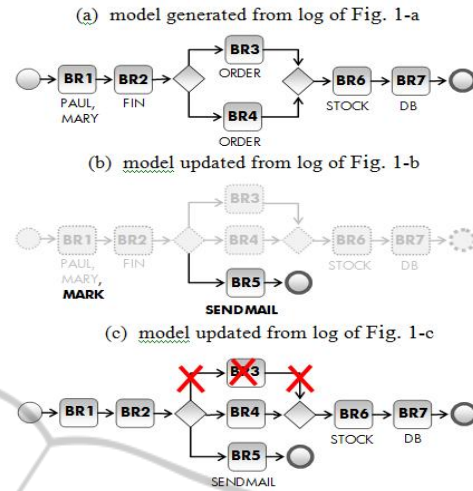 (a) model generated from log of Fig. 1-a
BR3
ORDER
BR1 BR2 BR6 BR7
PAUL, MARY FIN STOCK DB
BR4
ORDER
(b) model updated from log of Fig. 1-b
BR3
BR1 BR2 BR4 BR6 BR7
PAUL, MARY, MARK FIN STOCK DB
BR5
SENDMAIL
(c) model updated from log of Fig. 1-c
BR3
BR1 BR2 BR4 BR6 BR7
STOCK DB
BR5
SENDMAIL